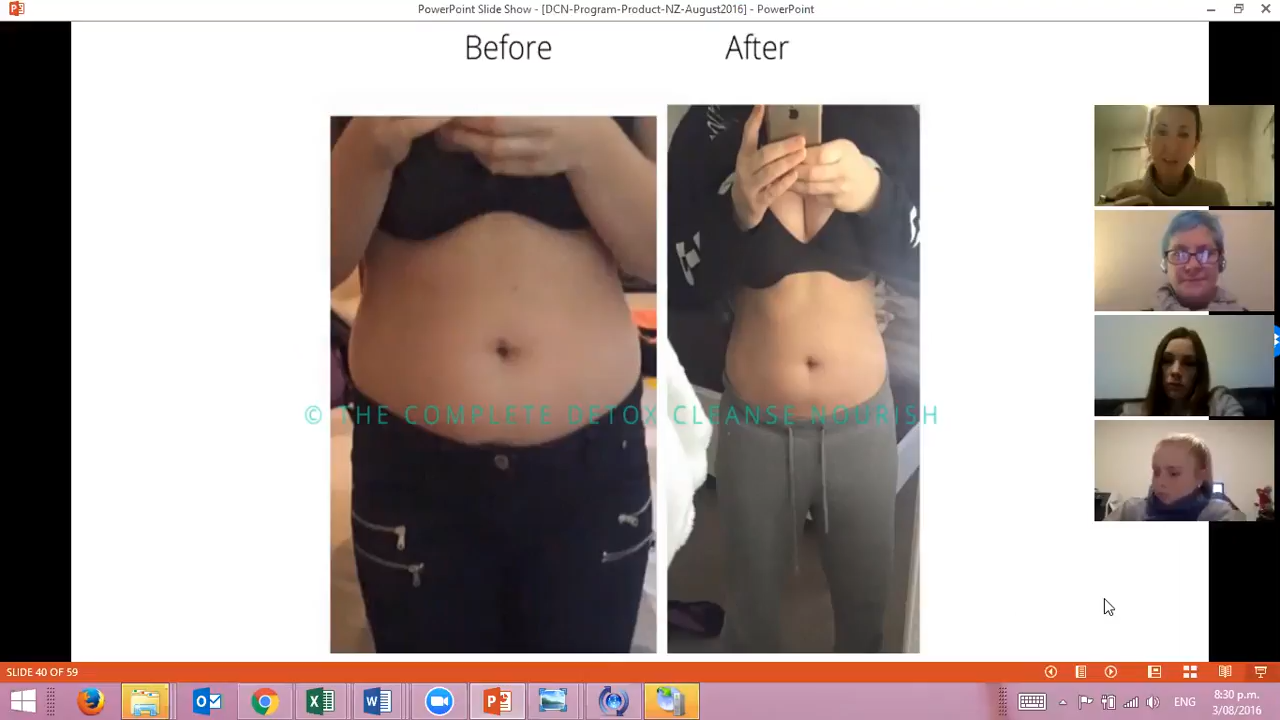 PowerPoint Slide Show - [DCN-Program-Product-NZ-August2016] - PowerPoint
Before
After
© THE COMPLETE DETOX CLEANSE NOURISH
SLIDE 40 OF 59
ENG
8:30 p.m.
3/08/2016